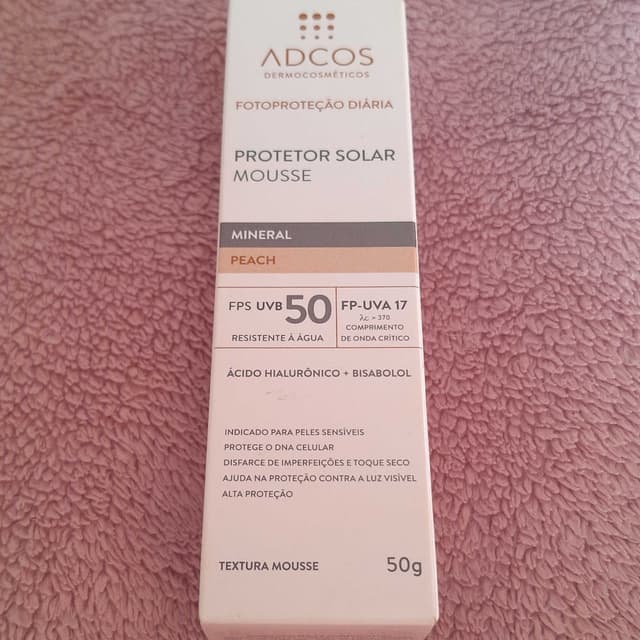 ADCOS
DERMOCOSMÉTICOS
FOTOPROTEÇÃO DIÁRIA
PROTETOR SOLAR
MOUSSE
MINERAL
PEACH
FPS UVB 50
RESISTENTE À ÁGUA
FP-UVA 17
λc > 370
COMPRIMENTO
DE ONDA CRÍTICO
ÁCIDO HIALURÔNICO + BISABOLOL
INDICADO PARA PELES SENSÍVEIS
PROTEGE O DNA CELULAR
DISFARCE DE IMPERFEIÇÕES E TOQUE SECO
AJUDA NA PROTEÇÃO CONTRA A LUZ VISÍVEL
ALTA PROTEÇÃO
TEXTURA MOUSSE 50g